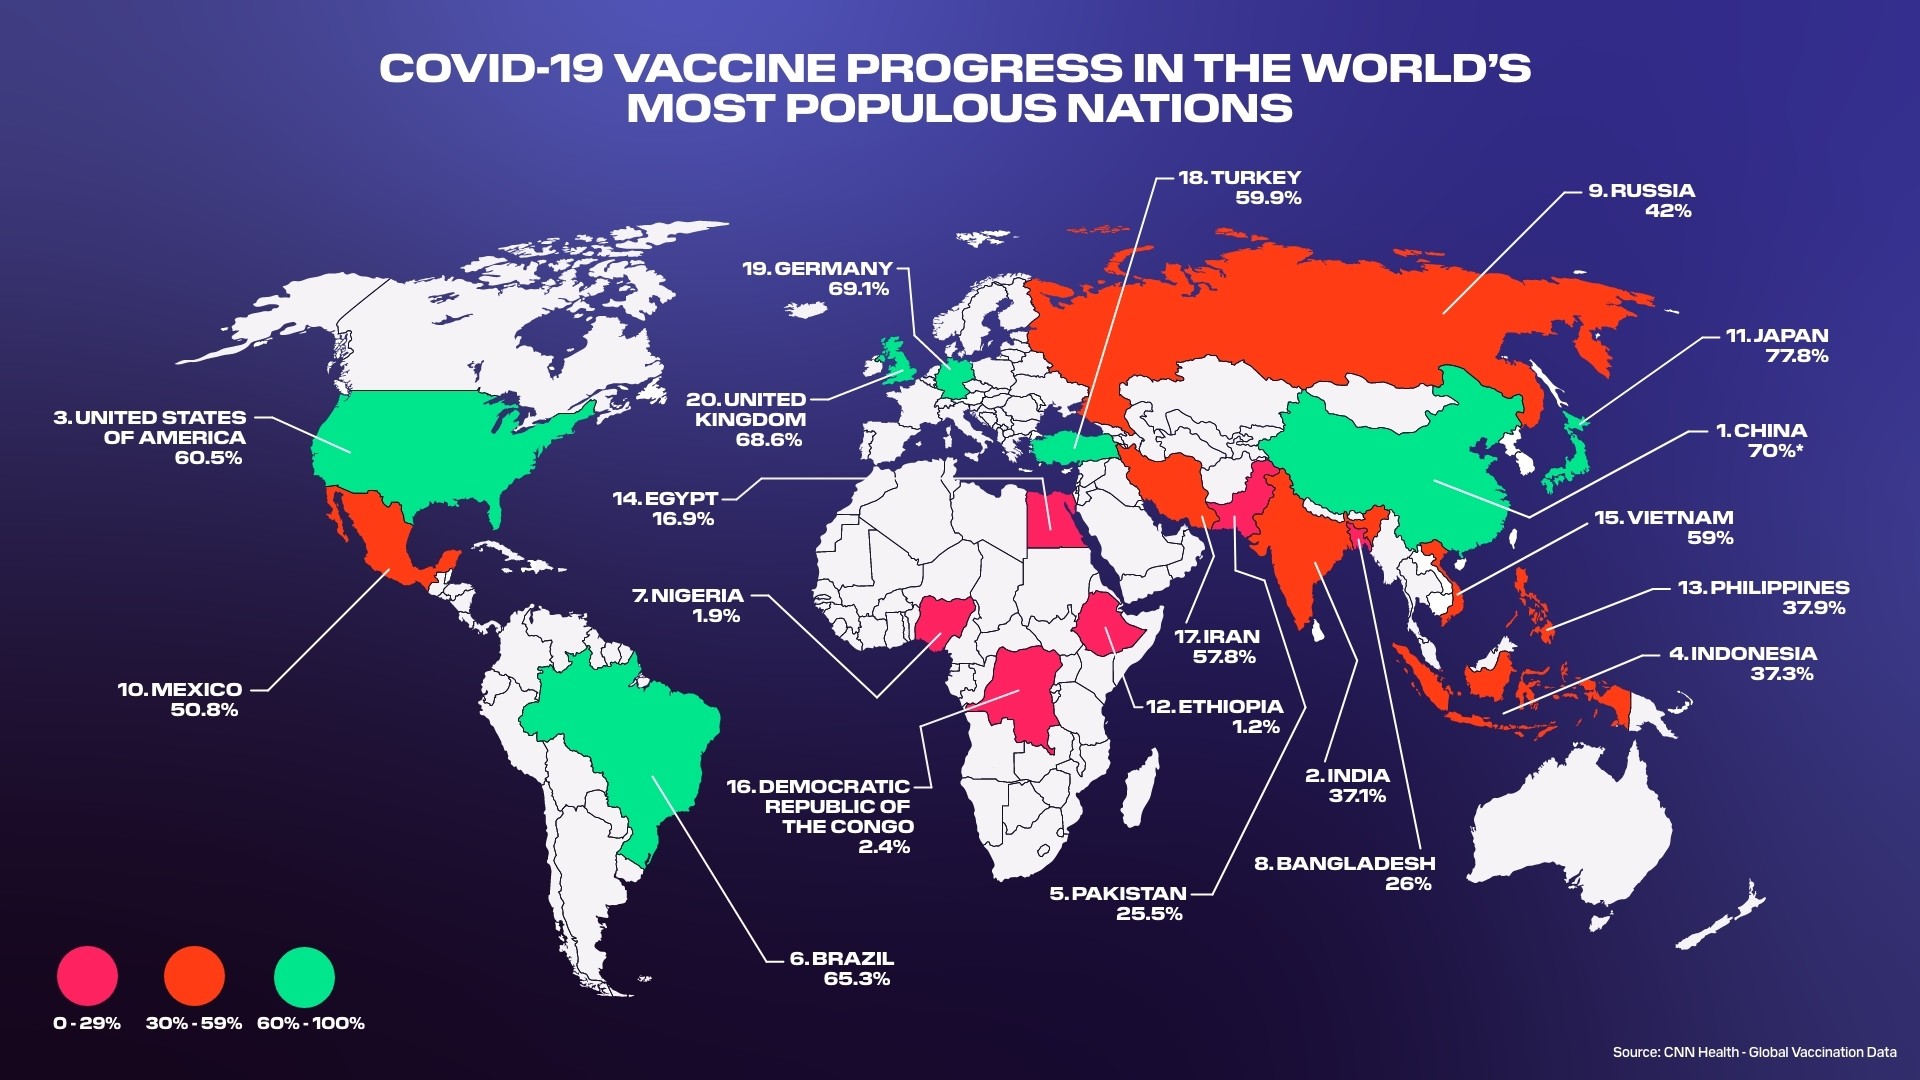 COVID-19 VACCINE PROGRESS IN THE WORLD'S
MOST POPULOUS NATIONS
18. TURKEY
59.9%
9. RUSSIA
42%
19. GERMANY
69.1%
11. JAPAN
77.8%
20. UNITED
KINGDOM
68.6%
3. UNITED STATES
OF AMERICA
60.5%
1. CHINA
70%*
14. EGYPT
16.9%
15. VIETNAM
59%
7. NIGERIA
1.9%
13. PHILIPPINES
37.9%
17. IRAN
57.8%
4. INDONESIA
37.3%
10. MEXICO
50.8%
12. ETHIOPIA
1.2%
16. DEMOCRATIC
REPUBLIC OF
THE CONGO
2.4%
2. INDIA
37.1%
8. BANGLADESH
26%
5. PAKISTAN
25.5%
6. BRAZIL
65.3%
0 - 29%
30% - 59%
60% - 100%
Source: CNN Health - Global Vaccination Data